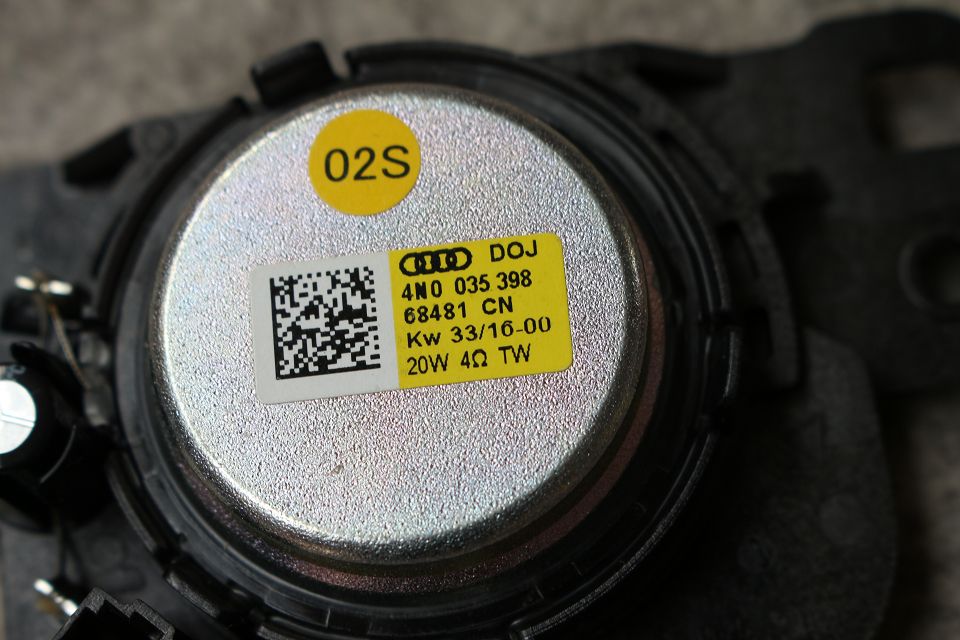 02S
DOJ
4N0 035 398
68481 CN
Kw 33/16-00
20W 4Ω TW